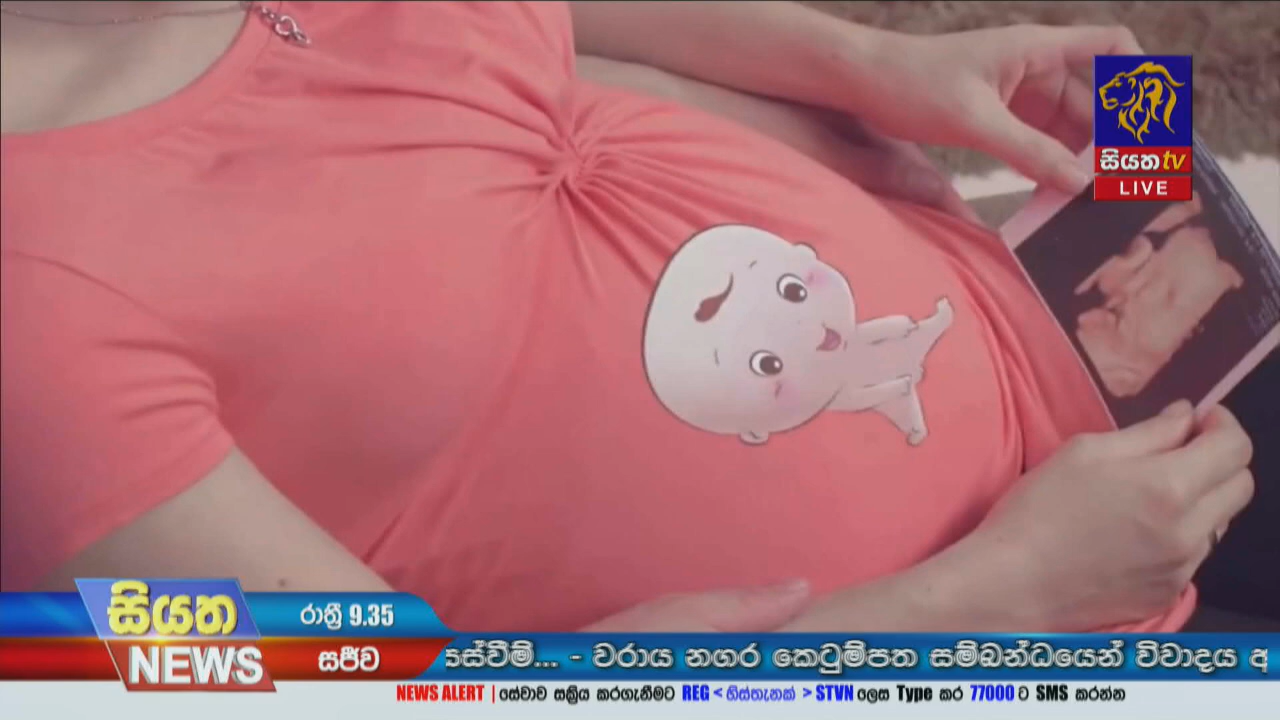 සියත tv
LIVE
සියත
NEWS
රාත්‍රී 9.35
සජීව
සස්වීම්... - වරාය නගර කෙටුම්පත සම්බන්ධයෙන් විවාදය අ
NEWS ALERT | සේවාව සක්‍රිය කරගැනීමට REG < හිස්තැනක් > STVN ලෙස Type කර 77000 ට SMS කරන්න